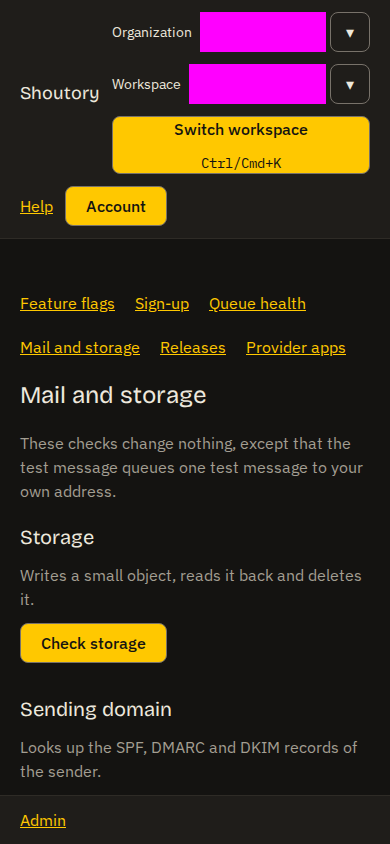 Organization
▼
Workspace
▼
Shoutory
Switch workspace
Ctrl/Cmd+K
Help
Account
Feature flags Sign-up Queue health
Mail and storage Releases Provider apps
Mail and storage
These checks change nothing, except that the
test message queues one test message to your
own address.
Storage
Writes a small object, reads it back and deletes
it.
Check storage
Sending domain
Looks up the SPF, DMARC and DKIM records of
the sender.
Admin